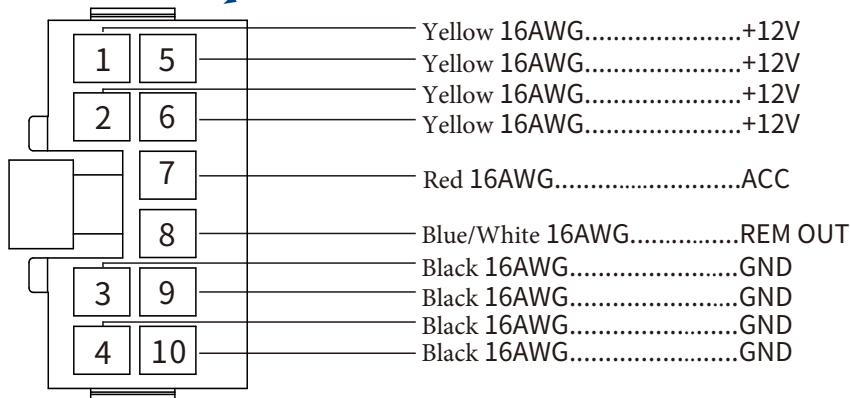 Yellow 16AWG......................+12V
1 5 Yellow 16AWG......................+12V
Yellow 16AWG......................+12V
2 6 Yellow 16AWG......................+12V
7 Red 16AWG..........................ACC
8 Blue/White 16AWG...............REM OUT
Black 16AWG........................GND
3 9 Black 16AWG........................GND
Black 16AWG........................GND
4 10 Black 16AWG........................GND